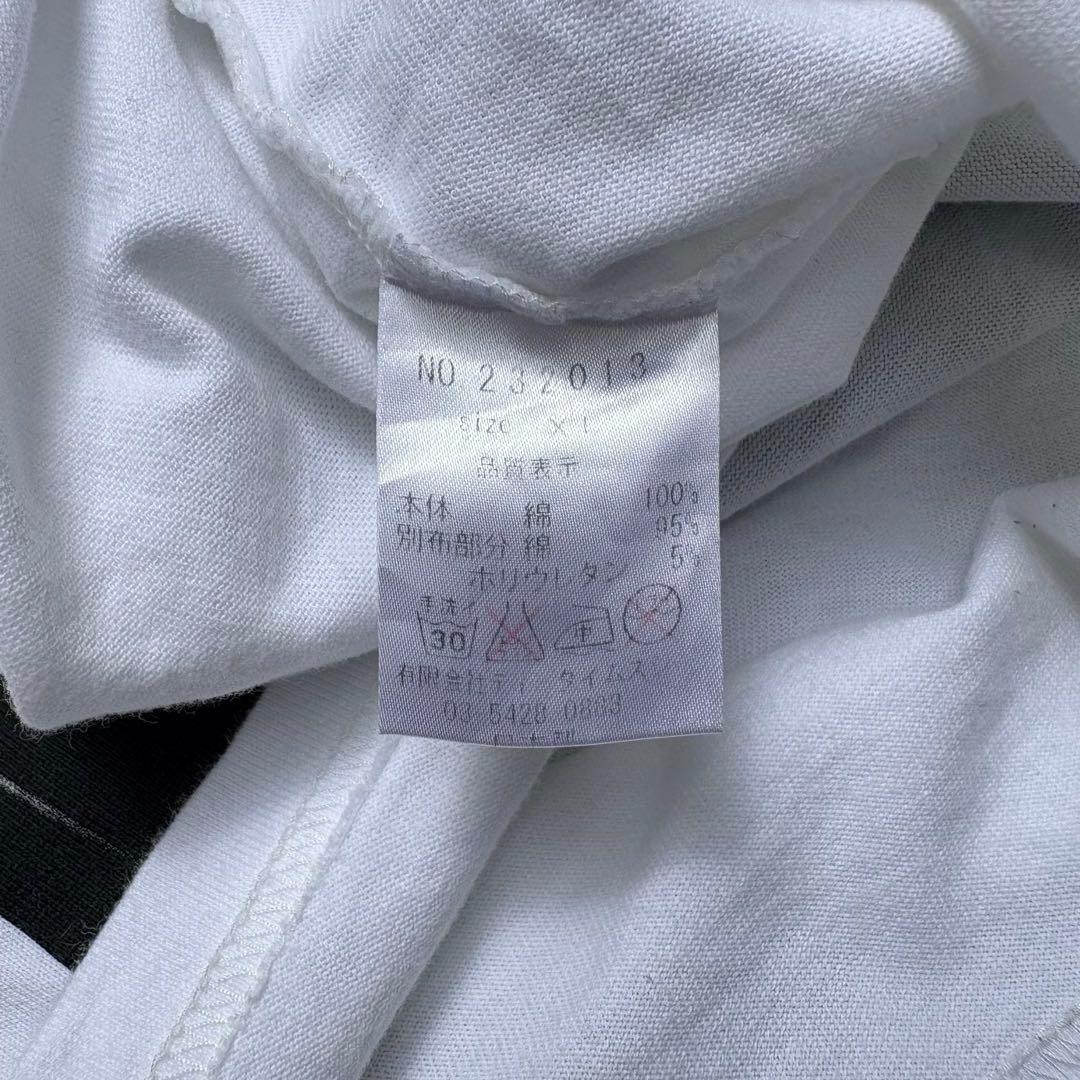 NO 232013
size XL
品質表示
本体 綿 100%
別布部分 綿 95%
ポリウレタン 5%
手洗イ
30
中
有限会社ティ タイムス
03 5428 0863